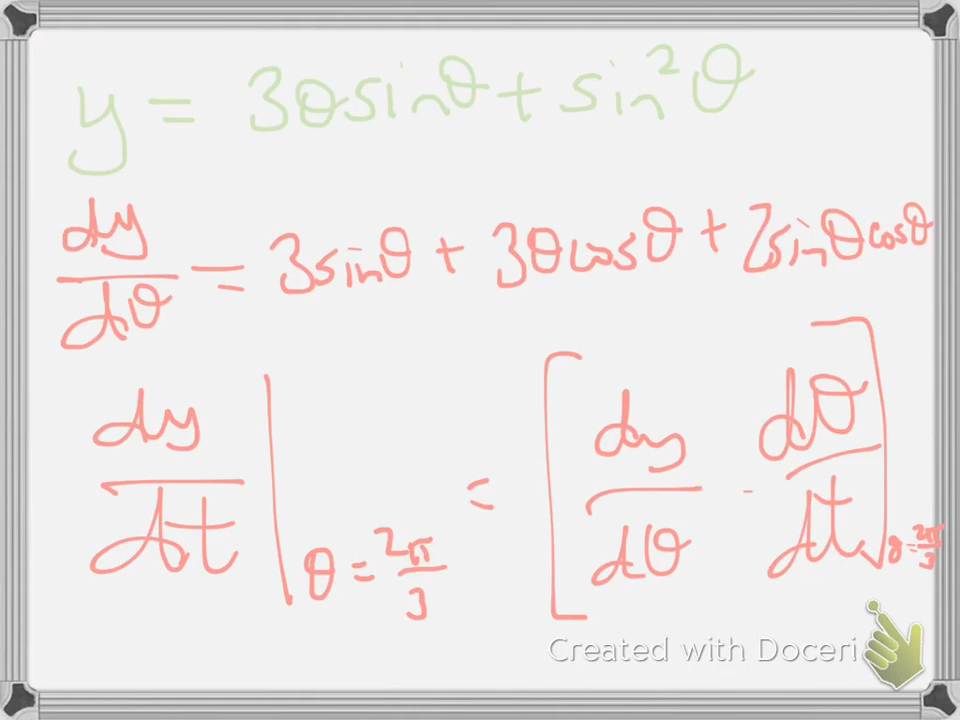 y = 3θsinθ + sin²θ
dy/dθ = 3sinθ + 3θcosθ + 2sinθcosθ
dy/dt |θ=2π/3 = [dy/dθ · dθ/dt]θ=2π/3
Created with Doceri